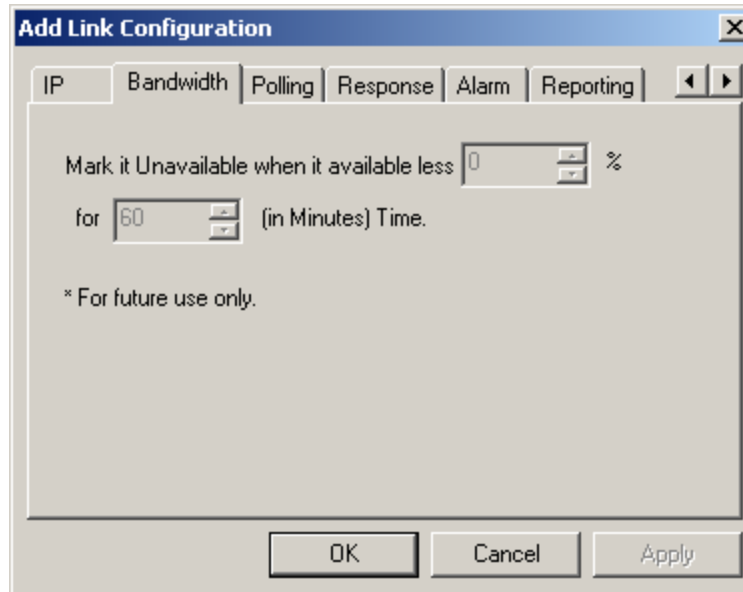 Add Link Configuration
IP Bandwidth Polling Response Alarm Reporting
Mark it Unavailable when it available less 0 %
for 60 (in Minutes) Time.
* For future use only.
OK Cancel Apply